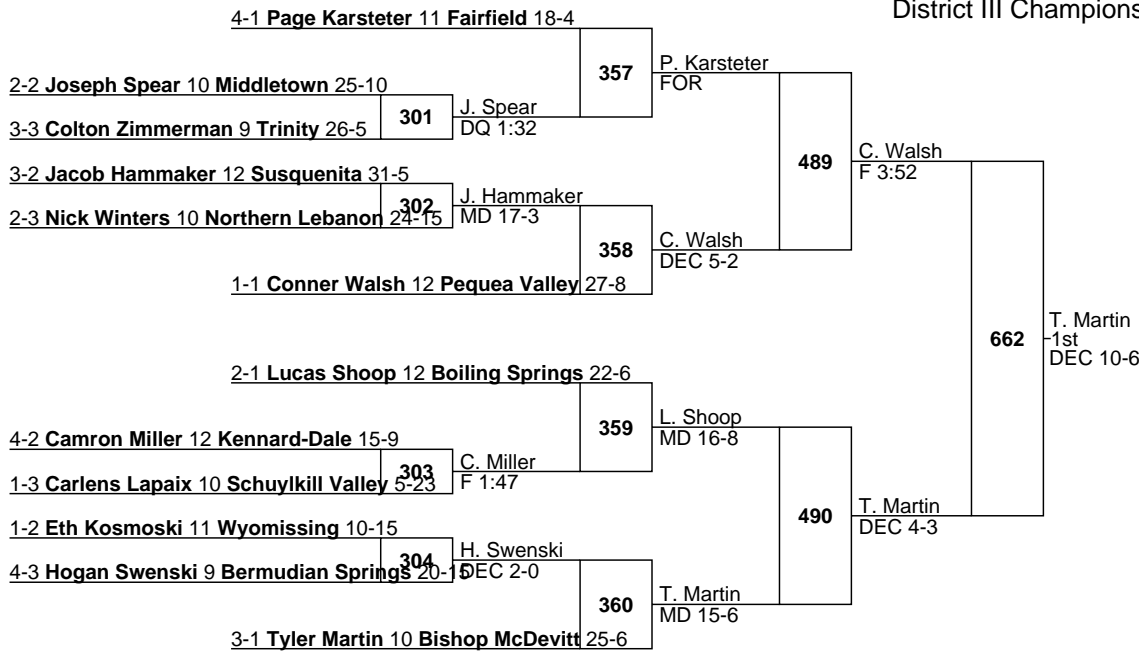 District III Champions
4-1 Page Karsteter 11 Fairfield 18-4
357
P. Karsteter
FOR
2-2 Joseph Spear 10 Middletown 25-10
301
J. Spear
DQ 1:32
3-3 Colton Zimmerman 9 Trinity 26-5
489
C. Walsh
F 3:52
3-2 Jacob Hammaker 12 Susquenita 31-5
302
J. Hammaker
MD 17-3
2-3 Nick Winters 10 Northern Lebanon 24-15
358
C. Walsh
DEC 5-2
1-1 Conner Walsh 12 Pequea Valley 27-8
662
T. Martin
1st
DEC 10-6
2-1 Lucas Shoop 12 Boiling Springs 22-6
359
L. Shoop
MD 16-8
4-2 Camron Miller 12 Kennard-Dale 15-9
303
C. Miller
F 1:47
1-3 Carlens Lapaix 10 Schuylkill Valley 5-23
490
T. Martin
DEC 4-3
1-2 Eth Kosmoski 11 Wyomissing 10-15
304
H. Swenski
DEC 2-0
4-3 Hogan Swenski 9 Bermudian Springs 20-15
360
T. Martin
MD 15-6
3-1 Tyler Martin 10 Bishop McDevitt 25-6